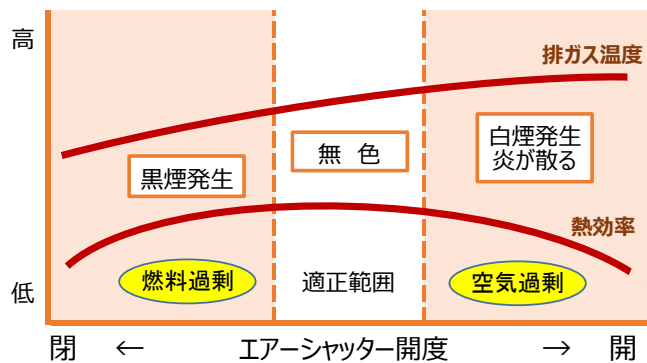 高
排ガス温度
白煙発生
炎が散る
無 色
黒煙発生
熱効率
燃料過剰
適正範囲
空気過剰
低
閉 ← エアーシャッター開度 → 開